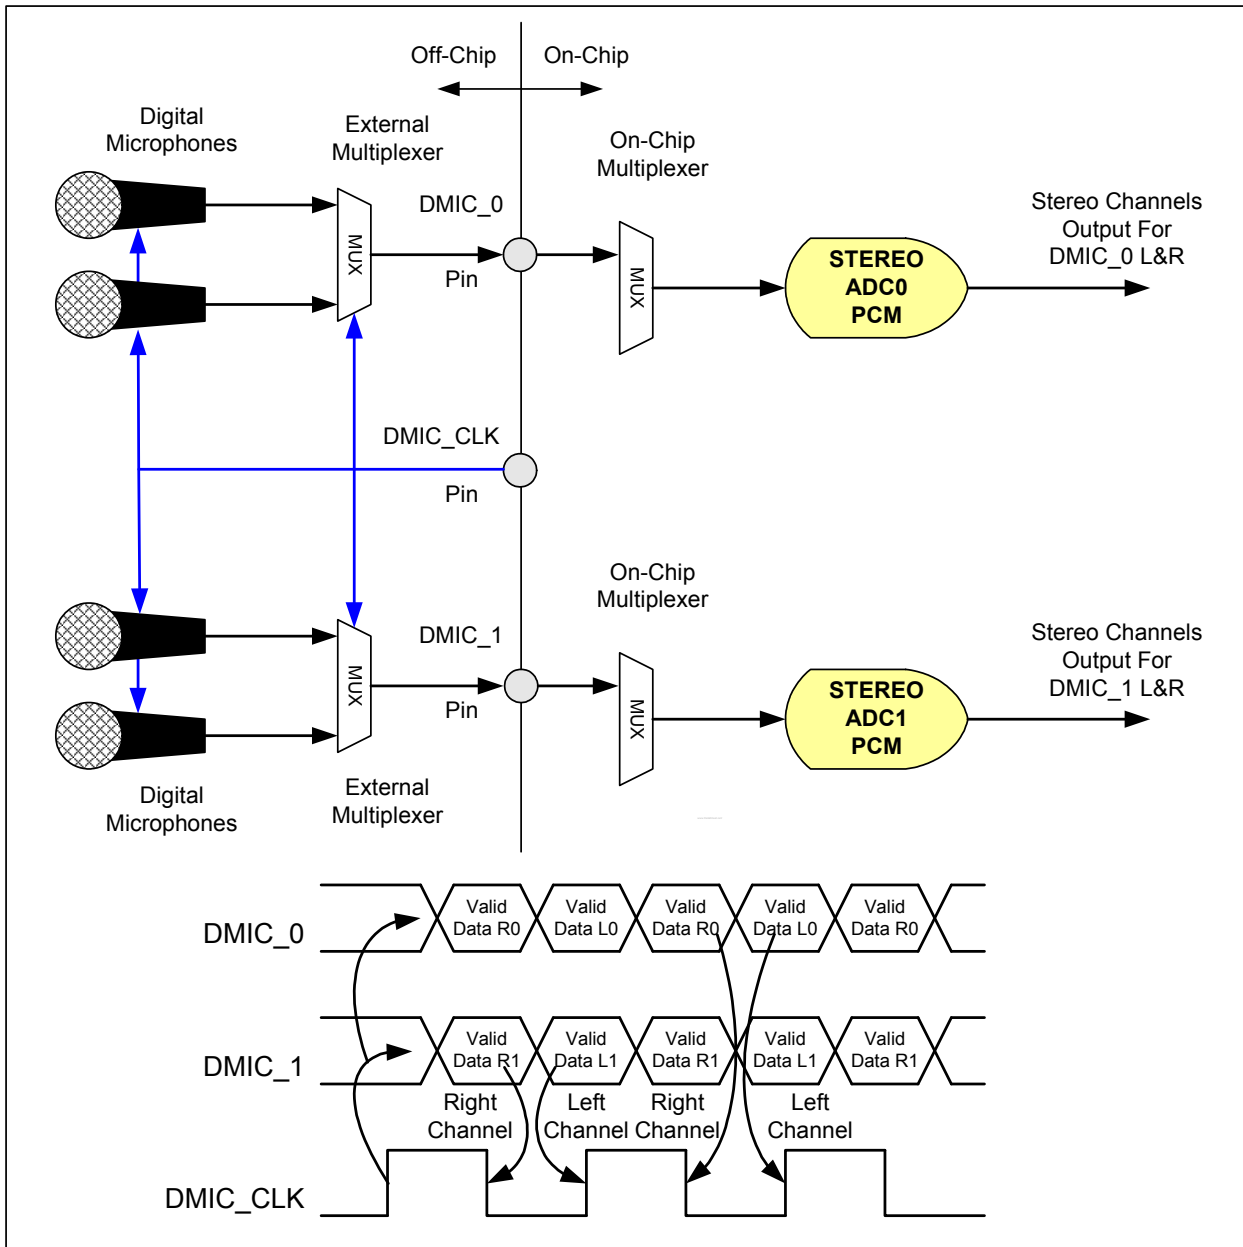 Off-Chip
On-Chip
Digital
Microphones
External
Multiplexer
On-Chip
Multiplexer
DMIC_0
Pin
MUX
MUX
STEREO
ADC0
PCM
Stereo Channels
Output For
DMIC_0 L&R
DMIC_CLK
Pin
On-Chip
Multiplexer
DMIC_1
Pin
MUX
MUX
STEREO
ADC1
PCM
Stereo Channels
Output For
DMIC_1 L&R
Digital
Microphones
External
Multiplexer
DMIC_0
Valid
Data R0
Valid
Data L0
Valid
Data R0
Valid
Data L0
Valid
Data R0
DMIC_1
Valid
Data R1
Valid
Data L1
Valid
Data R1
Valid
Data L1
Valid
Data R1
Right
Channel
Left
Channel
Right
Channel
Left
Channel
DMIC_CLK